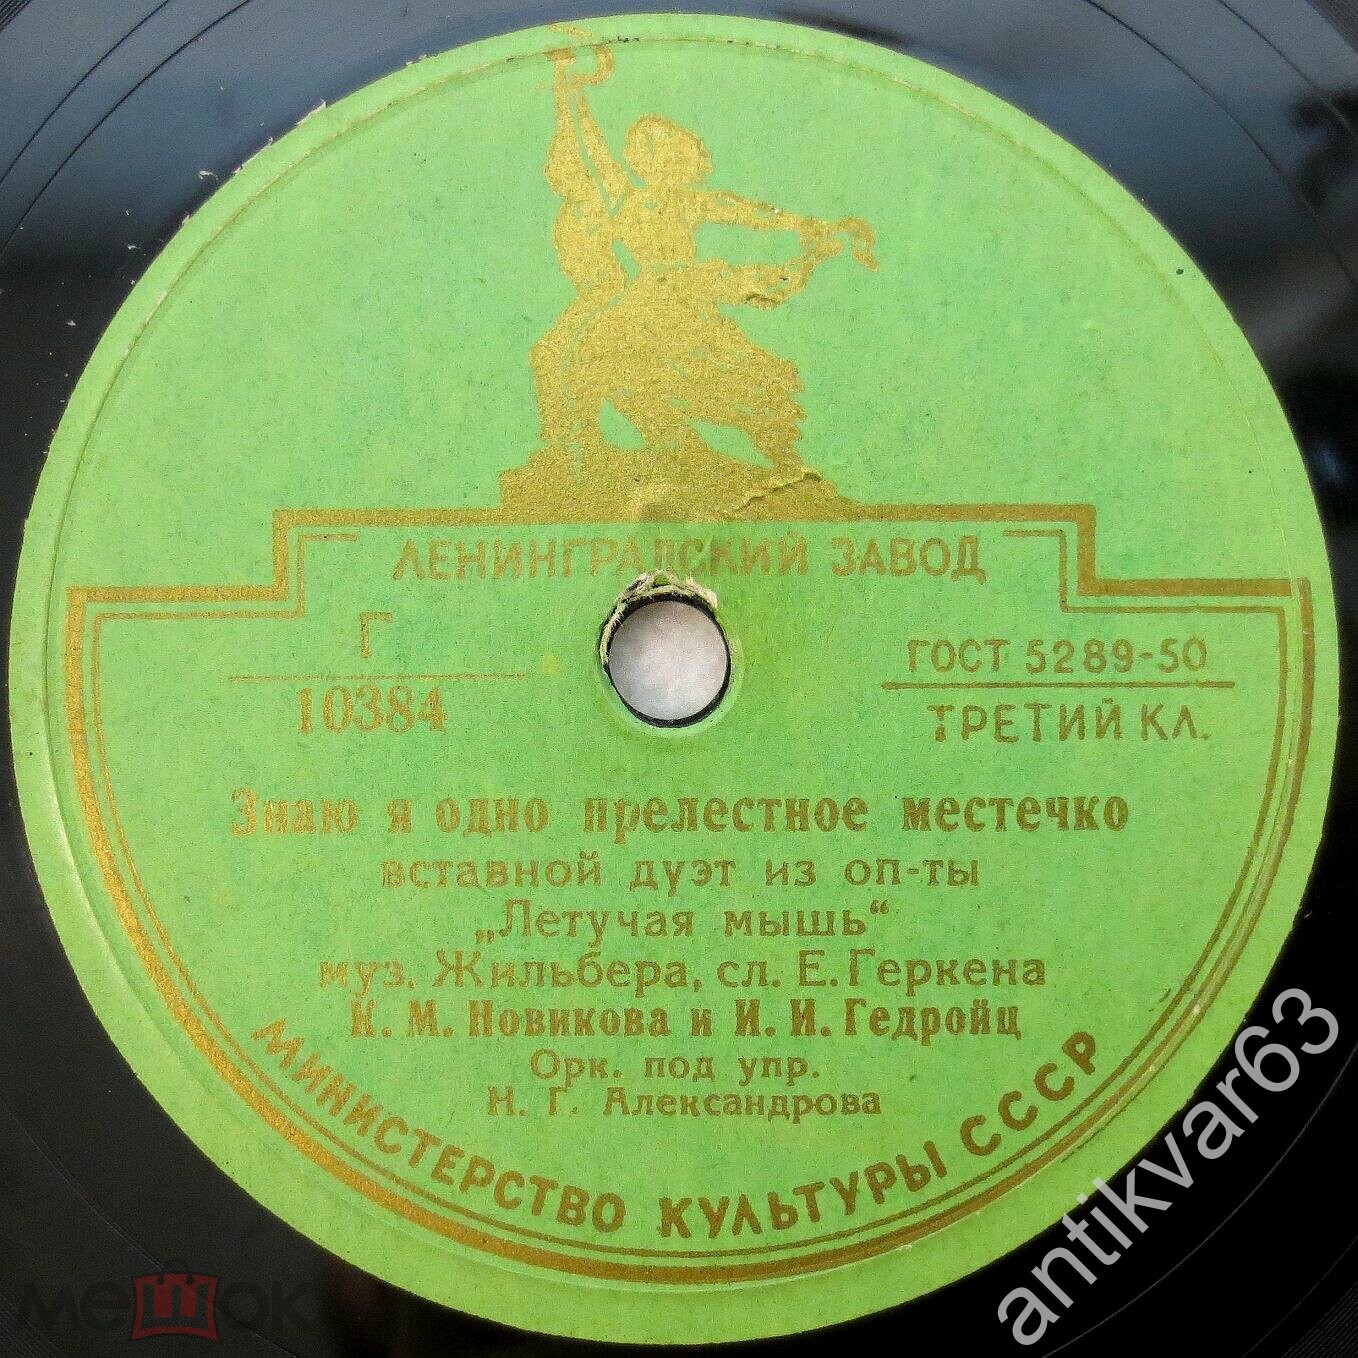 ЛЕНИНГРАДСКИЙ ЗАВОД
Г
10384
ГОСТ 5289-50
ТРЕТИЙ КЛ.
Знаю я одно прелестное местечко
вставной дуэт из оп-ты
„Летучая мышь“
муз. Жильбера, сл. Е. Геркена
К. М. Новикова и И. И. Гедройц
Орк. под упр.
Н. Г. Александрова
МИНИСТЕРСТВО КУЛЬТУРЫ СССР
antikvar63
мешок